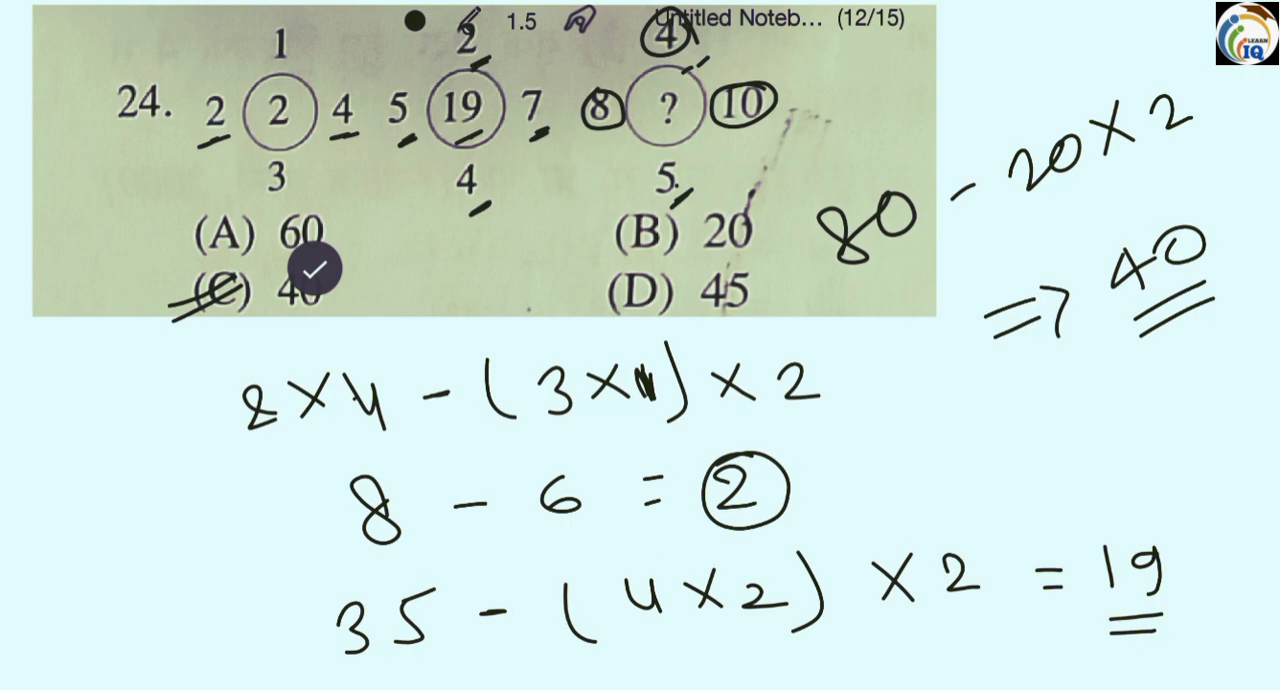 1.5 Untitled Noteb... (12/15)
LEARN
IQ
1 2 4
24. 2 2 4 5 19 7 8 ? 10
3 4 5
(A) 60 (B) 20
(C) 40 (D) 45
80 - 20 × 2
=> 40
2 × 4 - (3 × 1) × 2
8 - 6 = 2
35 - (4 × 2) × 2 = 19